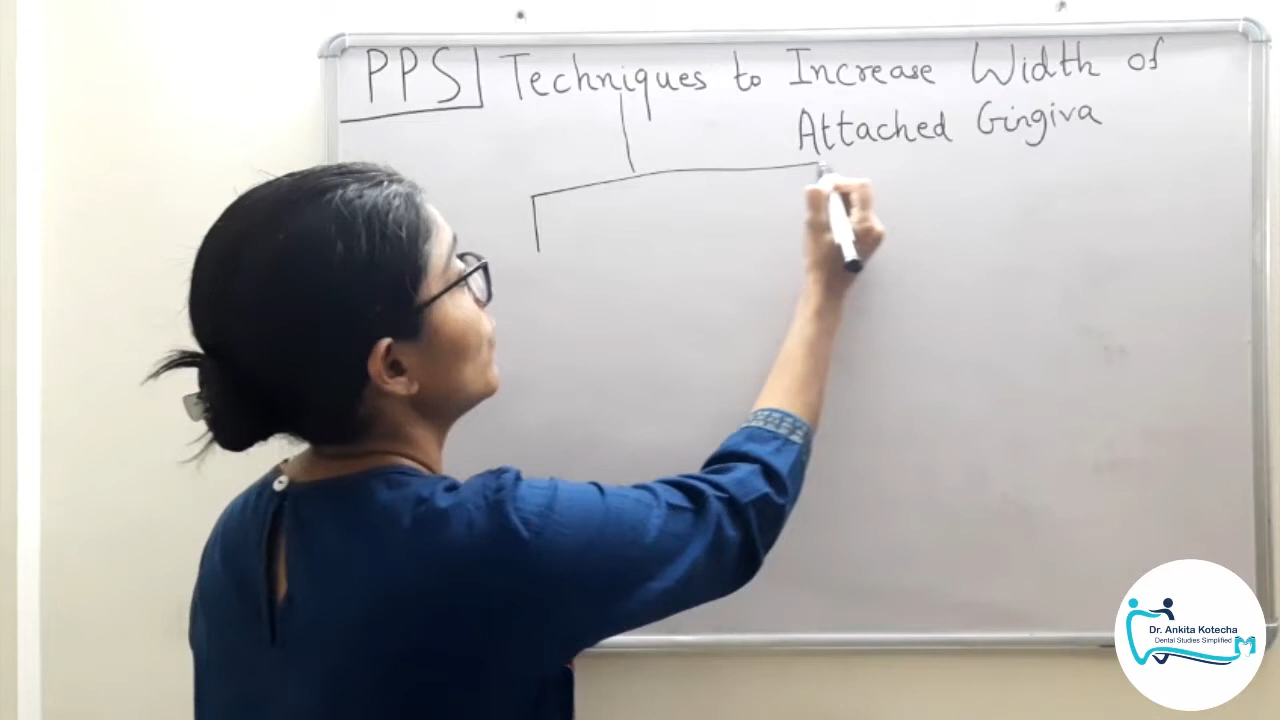 PPS Techniques to Increase Width of
Attached Gingiva
Dr. Ankita Kotecha
Dental Studies Simplified